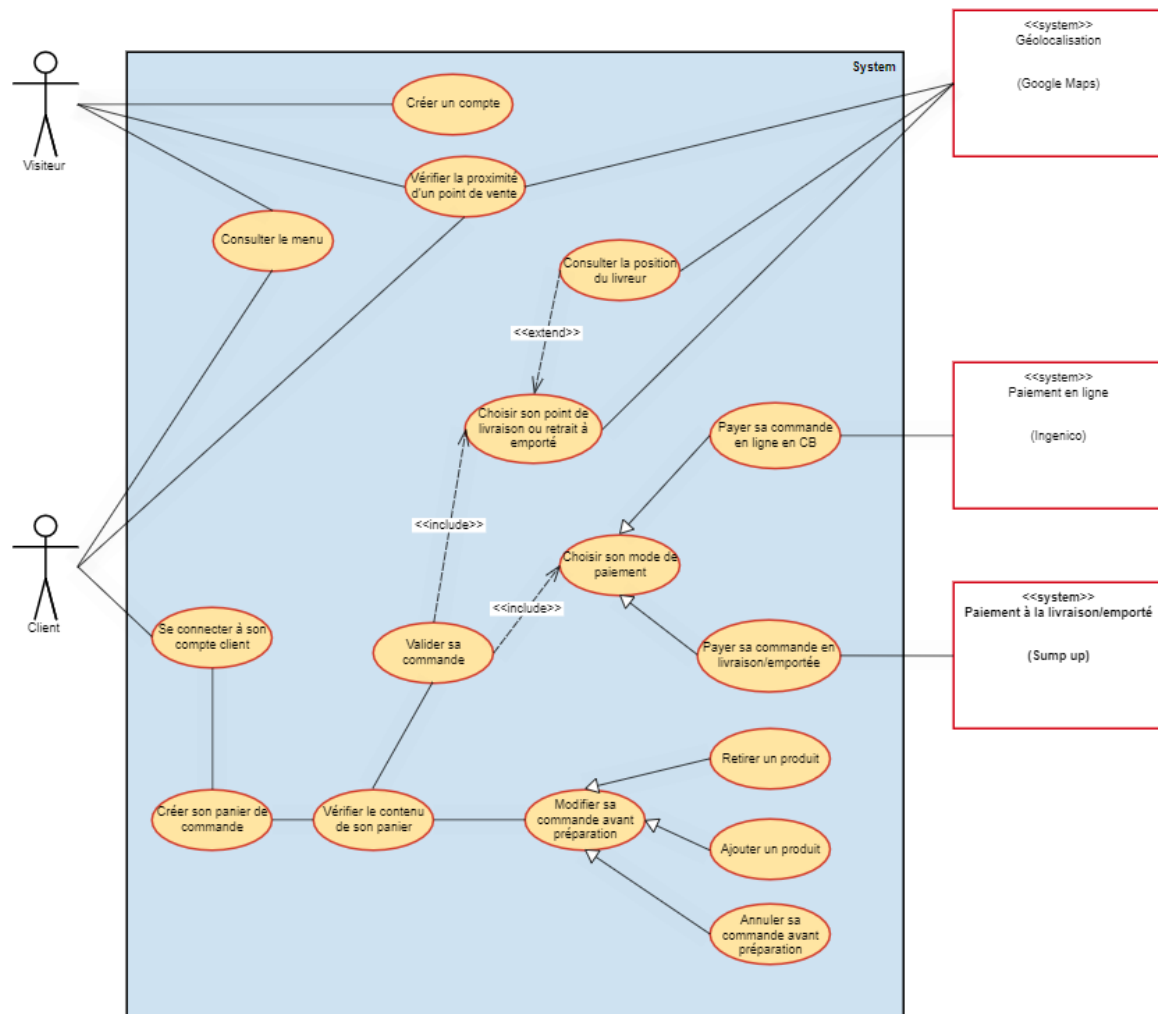 <<system>>
Géolocalisation
(Google Maps)
System
Créer un compte
Visiteur
Vérifier la proximité
d'un point de vente
Consulter le menu
Consulter la position
du livreur
<<extend>>
<<system>>
Paiement en ligne
(Ingenico)
Choisir son point de
livraison ou retrait à
emporté
Payer sa commande
en ligne en CB
<<include>>
Choisir son mode de
paiement
<<system>>
Paiement à la livraison/emporté
(Sump up)
<<include>>
Client
Se connecter à son
compte client
Valider sa
commande
Payer sa commande en
livraison/emportée
Retirer un produit
Créer son panier de
commande
Vérifier le contenu
de son panier
Modifier sa
commande avant
préparation
Ajouter un produit
Annuler sa
commande avant
préparation